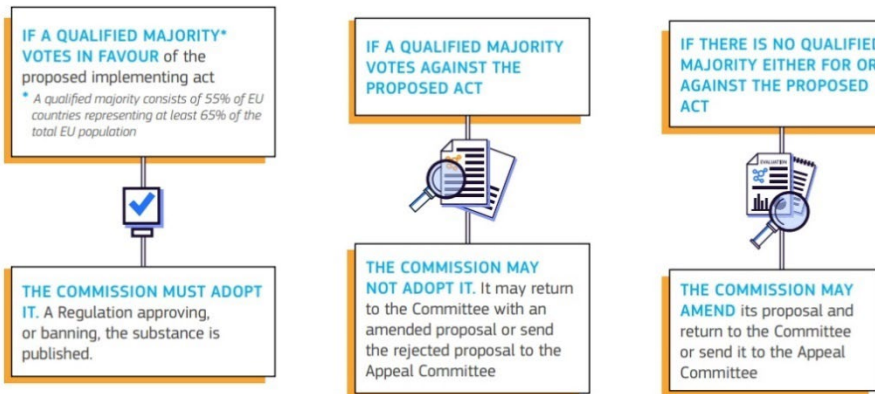 IF A QUALIFIED MAJORITY*
VOTES IN FAVOUR of the
proposed implementing act
* A qualified majority consists of 55% of EU
countries representing at least 65% of the
total EU population
THE COMMISSION MUST ADOPT
IT. A Regulation approving,
or banning, the substance is
published.
IF A QUALIFIED MAJORITY
VOTES AGAINST THE
PROPOSED ACT
THE COMMISSION MAY
NOT ADOPT IT. It may return
to the Committee with an
amended proposal or send
the rejected proposal to the
Appeal Committee
IF THERE IS NO QUALIFIED
MAJORITY EITHER FOR OR
AGAINST THE PROPOSED
ACT
EVALUATION
THE COMMISSION MAY
AMEND its proposal and
return to the Committee
or send it to the Appeal
Committee